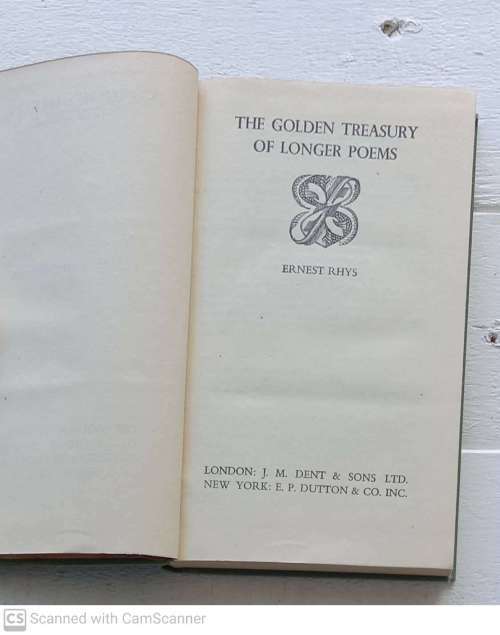 THE GOLDEN TREASURY
OF LONGER POEMS
ERNEST RHYS
LONDON: J. M. DENT & SONS LTD.
NEW YORK: E. P. DUTTON & CO. INC.
CS Scanned with CamScanner